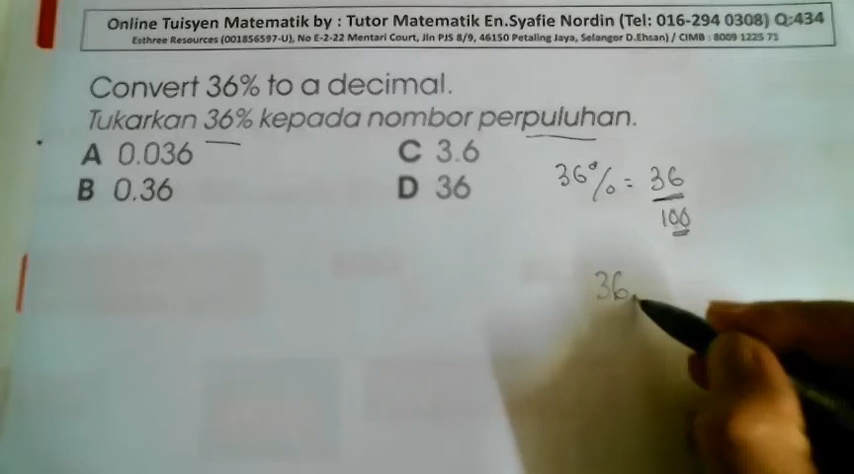 Online Tuisyen Matematik by : Tutor Matematik En.Syafie Nordin (Tel: 016-294 0308) Q:434
Esthree Resources (001856597-U), No E-2-22 Mentari Court, Jln PJS 8/9, 46150 Petaling Jaya, Selangor D.Ehsan) / CIMB : 8009 1225 71
Convert 36% to a decimal.
Tukarkan 36% kepada nombor perpuluhan.
A 0.036 C 3.6
B 0.36 D 36
36% = 36
100
36.